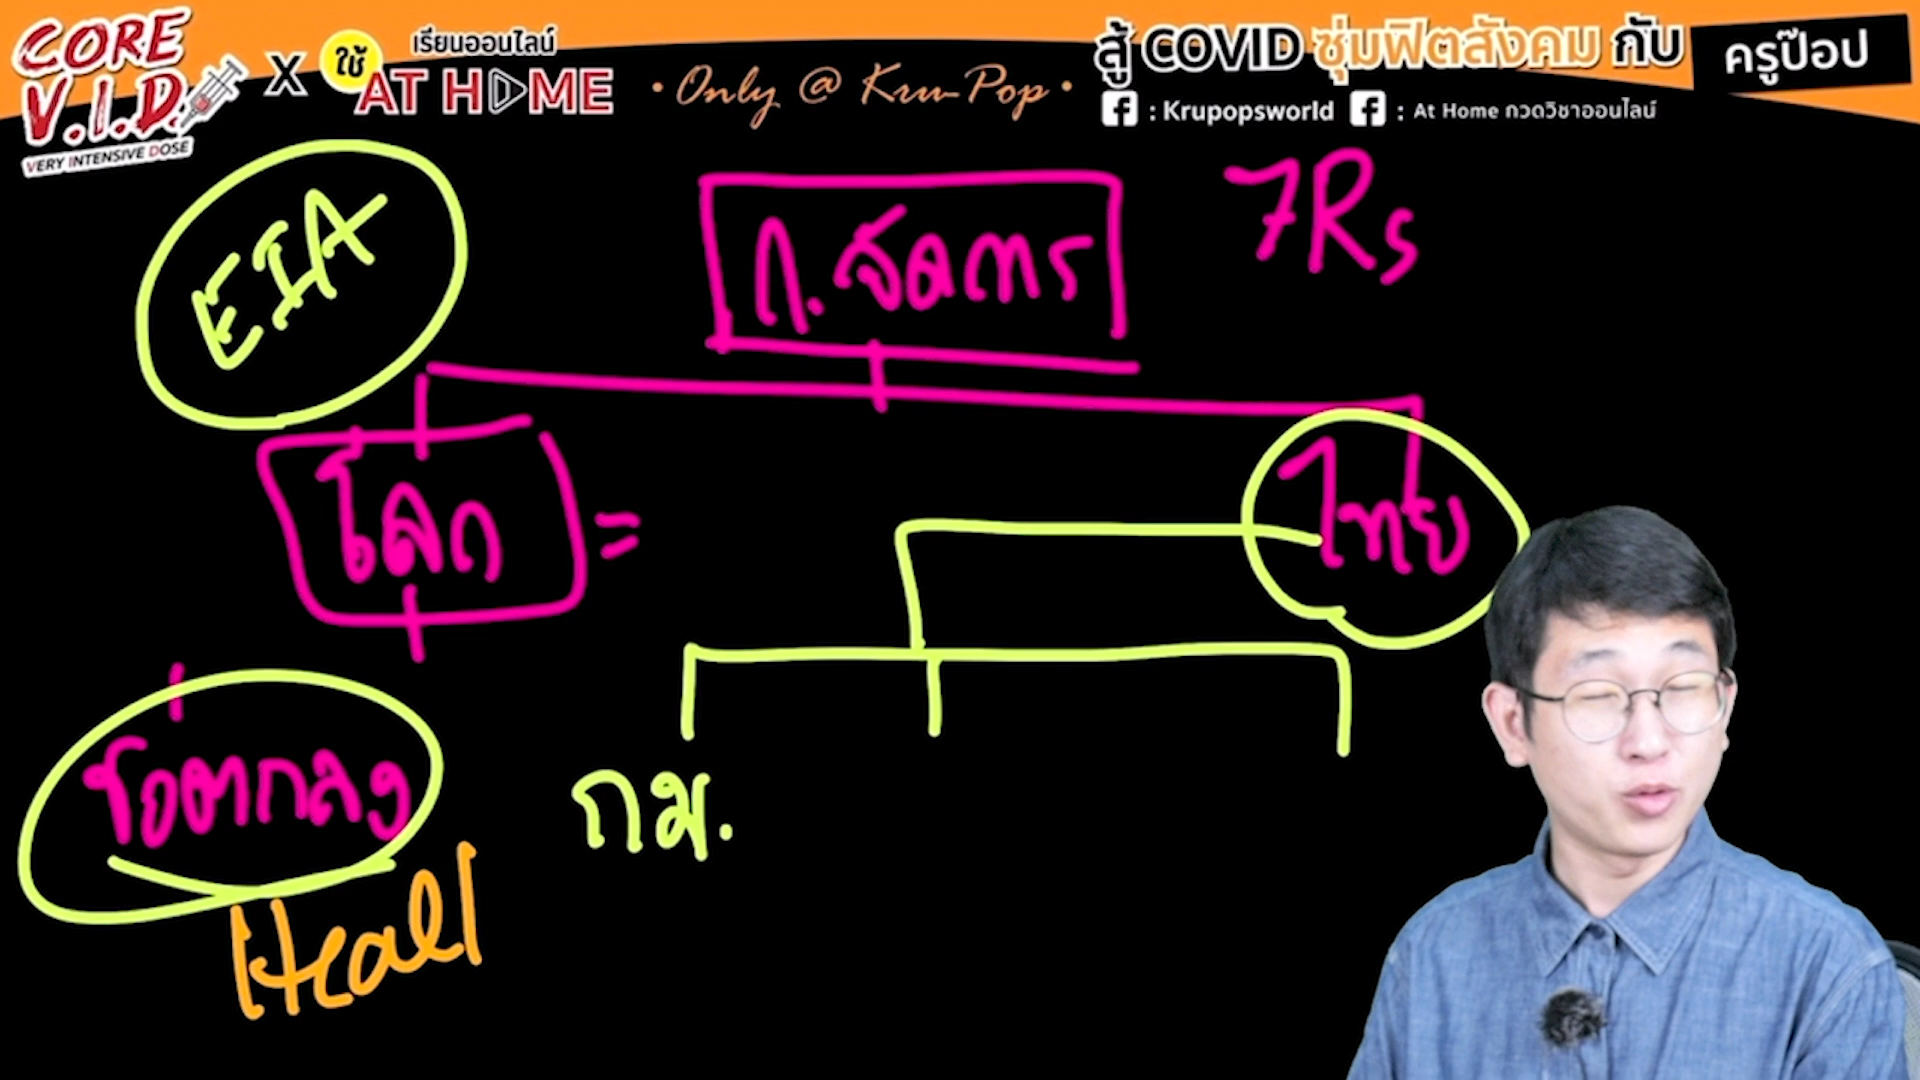 CORE
V.I.D.
VERY INTENSIVE DOSE
X
ใช้
เรียนออนไลน์
AT HOME
• Only @ Kru-Pop •
สู้ COVID ซุ่มฟิตสังคม กับ
ครูป๊อป
: Krupopsworld
: At Home กวดวิชาออนไลน์
EIA
ก.จัดการ
7Rs
โลก
=
ไทย
ข้อตกลง
กม.